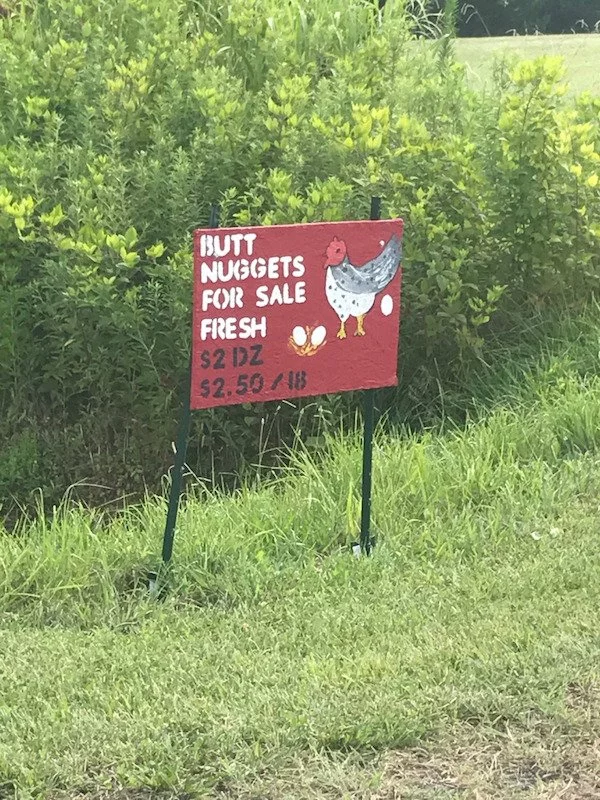 BUTT
NUGGETS
FOR SALE
FRESH
$2 DZ
$2.50/18